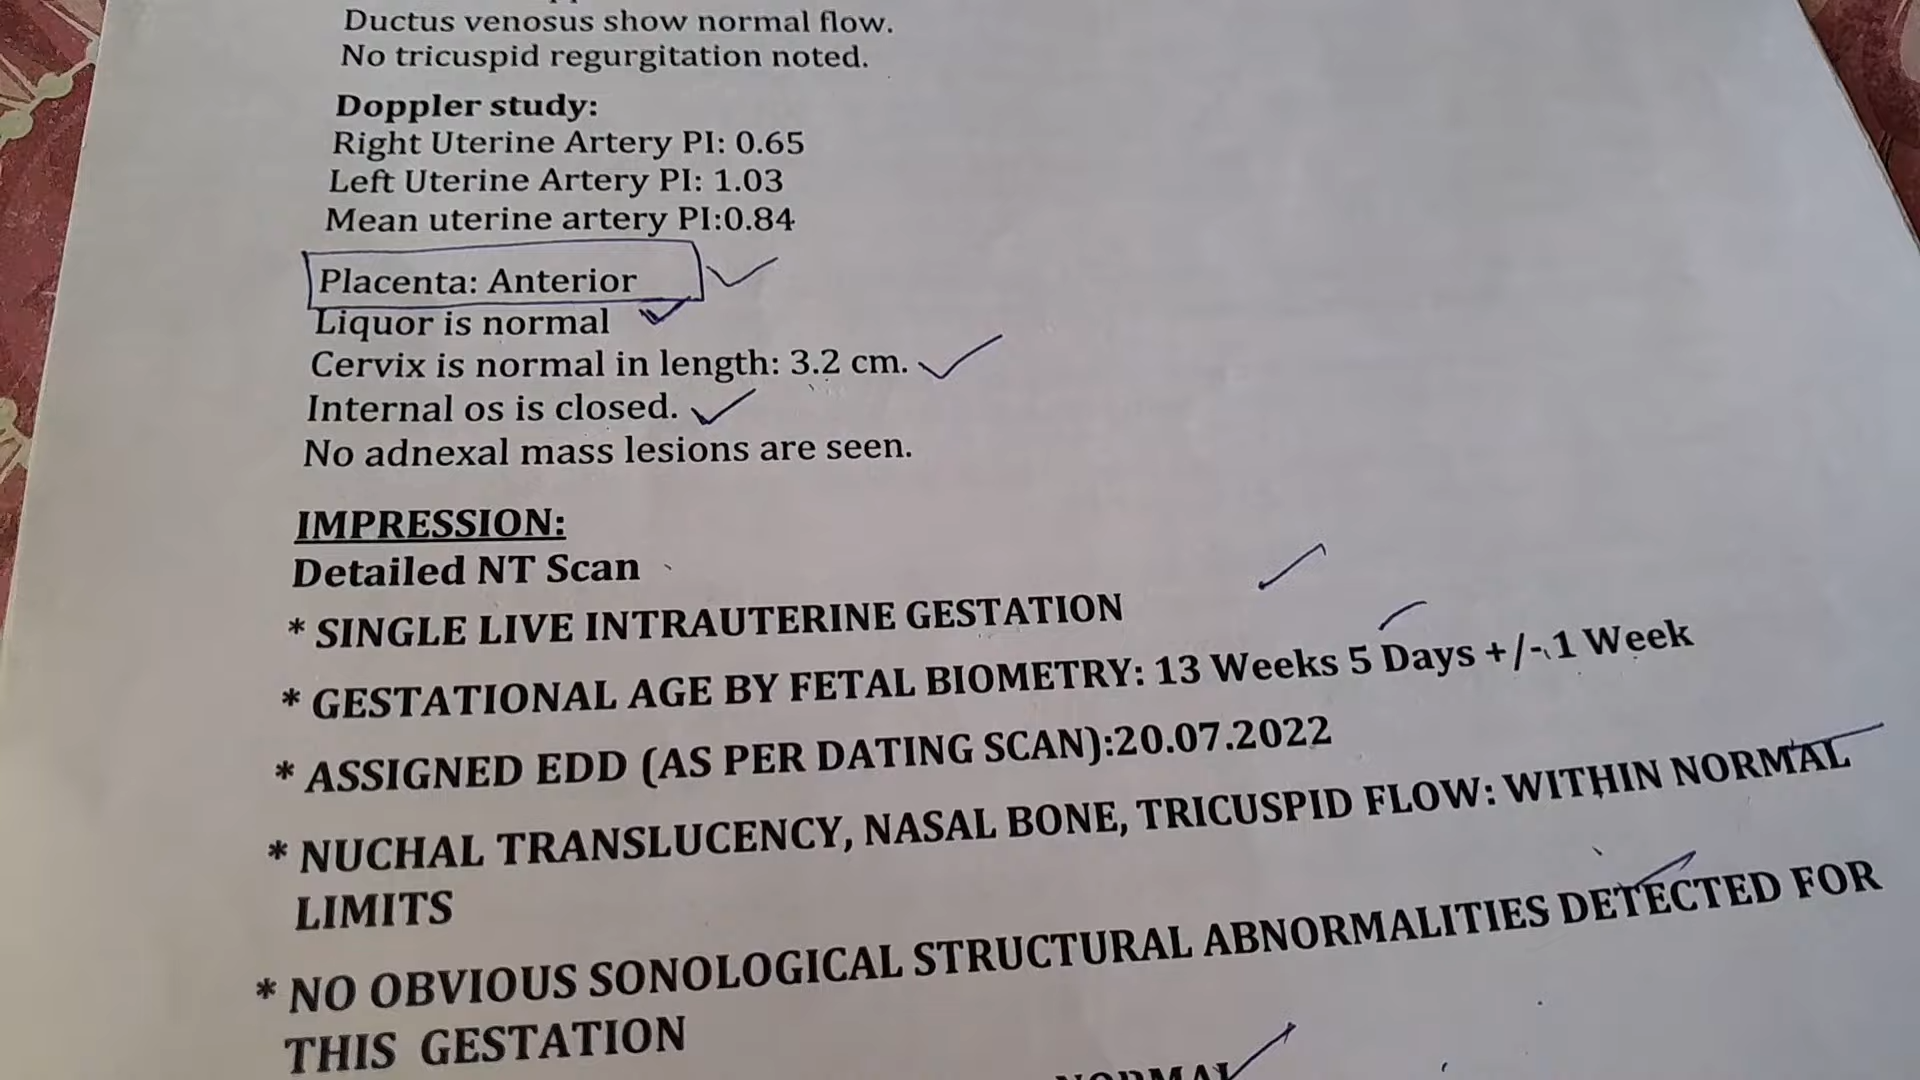 Ductus venosus show normal flow.
No tricuspid regurgitation noted.
Doppler study:
Right Uterine Artery PI: 0.65
Left Uterine Artery PI: 1.03
Mean uterine artery PI:0.84
Placenta: Anterior
Liquor is normal
Cervix is normal in length: 3.2 cm.
Internal os is closed.
No adnexal mass lesions are seen.
IMPRESSION:
Detailed NT Scan
* SINGLE LIVE INTRAUTERINE GESTATION
* GESTATIONAL AGE BY FETAL BIOMETRY: 13 Weeks 5 Days +/- 1 Week
* ASSIGNED EDD (AS PER DATING SCAN):20.07.2022
* NUCHAL TRANSLUCENCY, NASAL BONE, TRICUSPID FLOW: WITHIN NORMAL
LIMITS
* NO OBVIOUS SONOLOGICAL STRUCTURAL ABNORMALITIES DETECTED FOR
THIS GESTATION
NORMAL